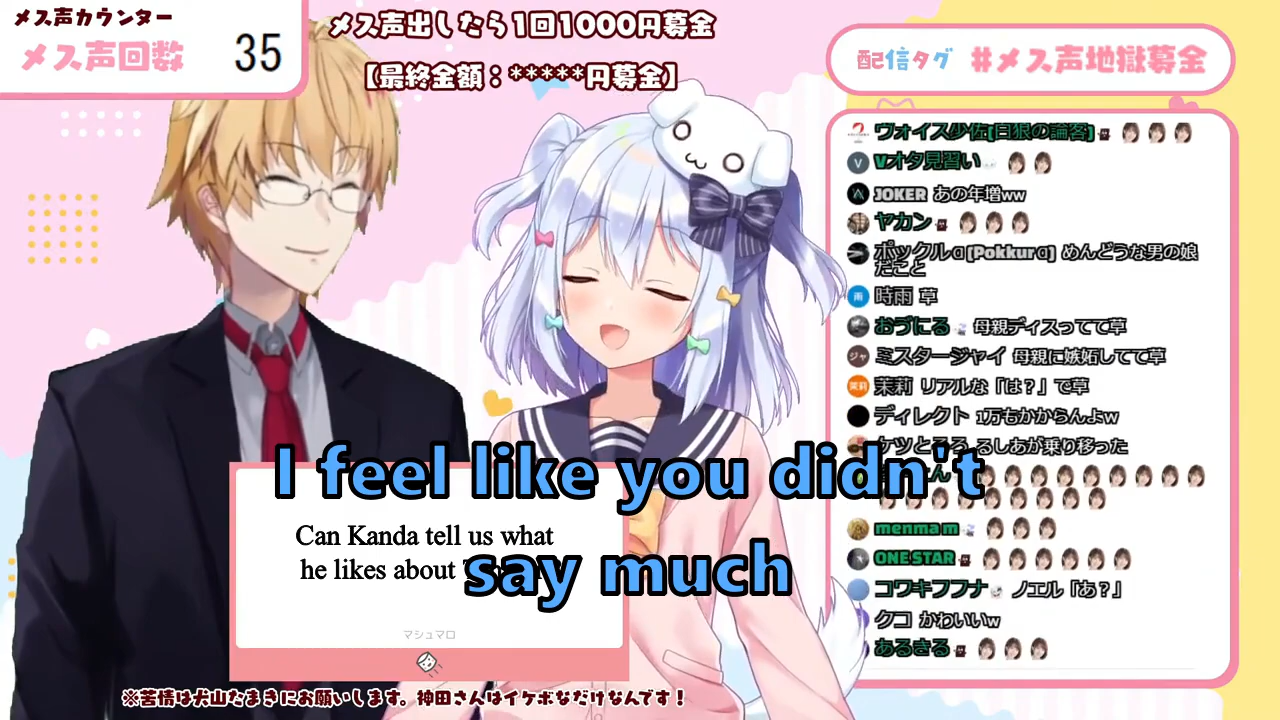 メス声カウンター
メス声回数 35
メス声出したら1回1000円募金
【最終金額：*****円募金】
配信タグ #メス声地獄募金
ヴォイス少佐[白狼の論客]
Vオタ見習い
JOKER あの年増ww
ヤカン
ポックルα[Pokkurα] めんどうな男の娘
だこと
時雨 草
おづにる 母親ディスってて草
ミスタージャイ 母親に嫉妬してて草
茉莉 リアルな「は？」で草
ディレクト 1万もかからんよw
るしあが乗り移った
menma m
ONE STAR
コワキフフナ ノエル「あ？」
クコ かわいいw
あるきる
I feel like you didn't
say much
Can Kanda tell us what
he likes about
マシュマロ
※苦情は犬山たまきにお願いします。神田さんはイケボなだけなんです！